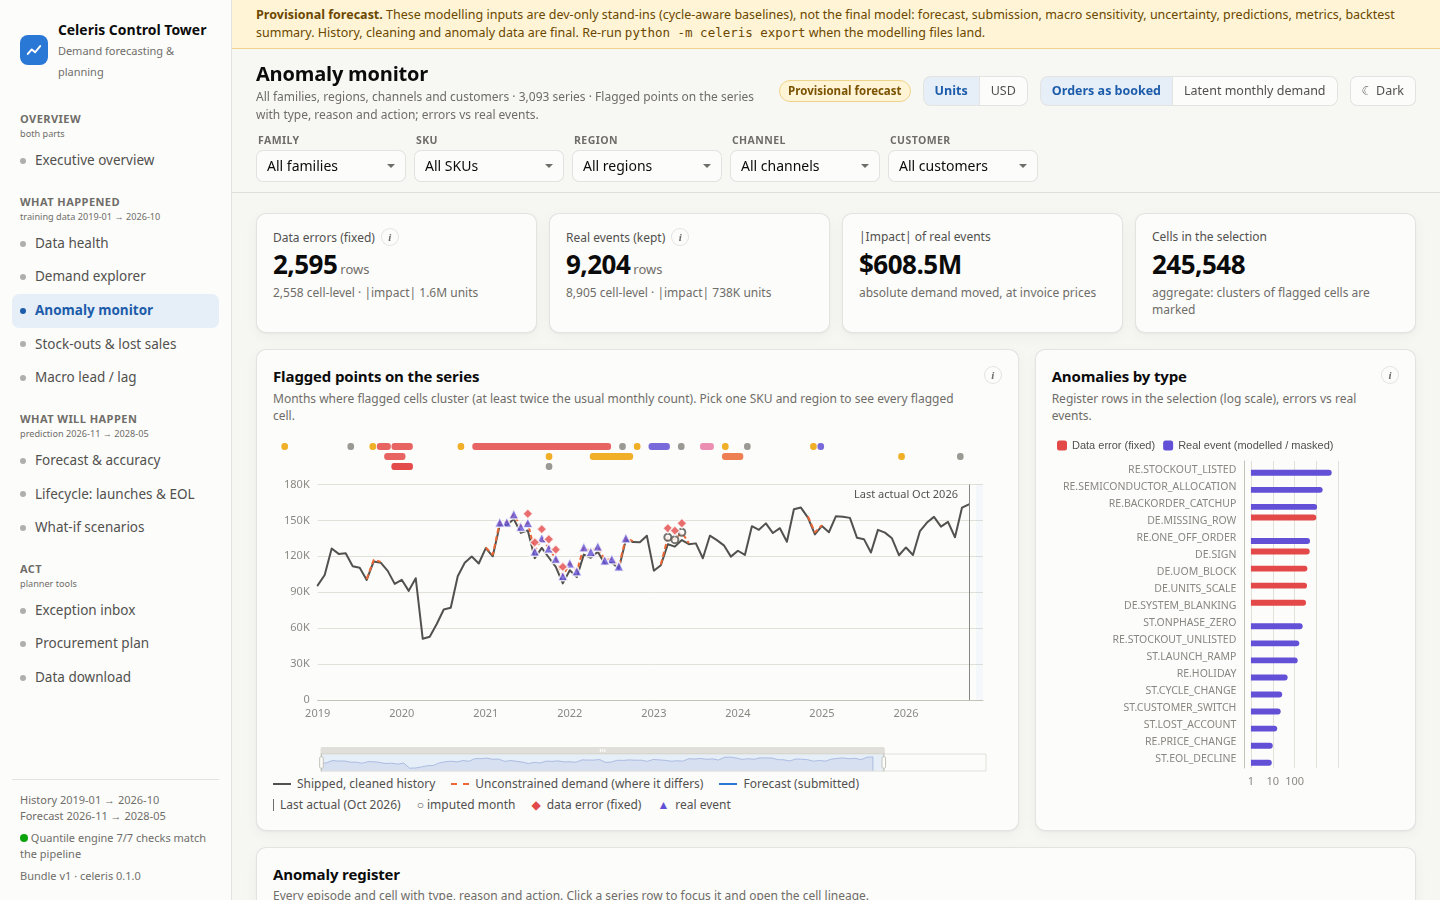 Celeris Control Tower
Demand forecasting &
planning
OVERVIEW
both parts
Executive overview
WHAT HAPPENED
training data 2019-01 → 2026-10
Data health
Demand explorer
Anomaly monitor
Stock-outs & lost sales
Macro lead / lag
WHAT WILL HAPPEN
prediction 2026-11 → 2028-05
Forecast & accuracy
Lifecycle: launches & EOL
What-if scenarios
ACT
planner tools
Exception inbox
Procurement plan
Data download
History 2019-01 → 2026-10
Forecast 2026-11 → 2028-05
Quantile engine 7/7 checks match
the pipeline
Bundle v1 · celeris 0.1.0
Provisional forecast. These modelling inputs are dev-only stand-ins (cycle-aware baselines), not the final model: forecast, submission, macro sensitivity, uncertainty, predictions, metrics, backtest
summary. History, cleaning and anomaly data are final. Re-run python -m celeris export when the modelling files land.
Anomaly monitor
All families, regions, channels and customers · 3,093 series · Flagged points on the series
with type, reason and action; errors vs real events.
Provisional forecast
Units USD
Orders as booked Latent monthly demand
☾ Dark
FAMILY SKU REGION CHANNEL CUSTOMER
All families All SKUs All regions All channels All customers
Data errors (fixed) i
2,595 rows
2,558 cell-level · |impact| 1.6M units
Real events (kept) i
9,204 rows
8,905 cell-level · |impact| 738K units
|Impact| of real events
$608.5M
absolute demand moved, at invoice prices
Cells in the selection
245,548
aggregate: clusters of flagged cells are
marked
Flagged points on the series i
Months where flagged cells cluster (at least twice the usual monthly count). Pick one SKU and region to see every flagged
cell.
Last actual Oct 2026
180K
150K
120K
90K
60K
30K
0
2019 2020 2021 2022 2023 2024 2025 2026
Shipped, cleaned history Unconstrained demand (where it differs) Forecast (submitted)
Last actual (Oct 2026) imputed month data error (fixed) real event
Anomalies by type i
Register rows in the selection (log scale), errors vs real
events.
Data error (fixed) Real event (modelled / masked)
RE.STOCKOUT_LISTED
RE.SEMICONDUCTOR_ALLOCATION
RE.BACKORDER_CATCHUP
DE.MISSING_ROW
RE.ONE_OFF_ORDER
DE.SIGN
DE.UOM_BLOCK
DE.UNITS_SCALE
DE.SYSTEM_BLANKING
ST.ONPHASE_ZERO
RE.STOCKOUT_UNLISTED
ST.LAUNCH_RAMP
RE.HOLIDAY
ST.CYCLE_CHANGE
ST.CUSTOMER_SWITCH
ST.LOST_ACCOUNT
RE.PRICE_CHANGE
ST.EOL_DECLINE
1 10 100
Anomaly register
Every episode and cell with type, reason and action. Click a series row to focus it and open the cell lineage.